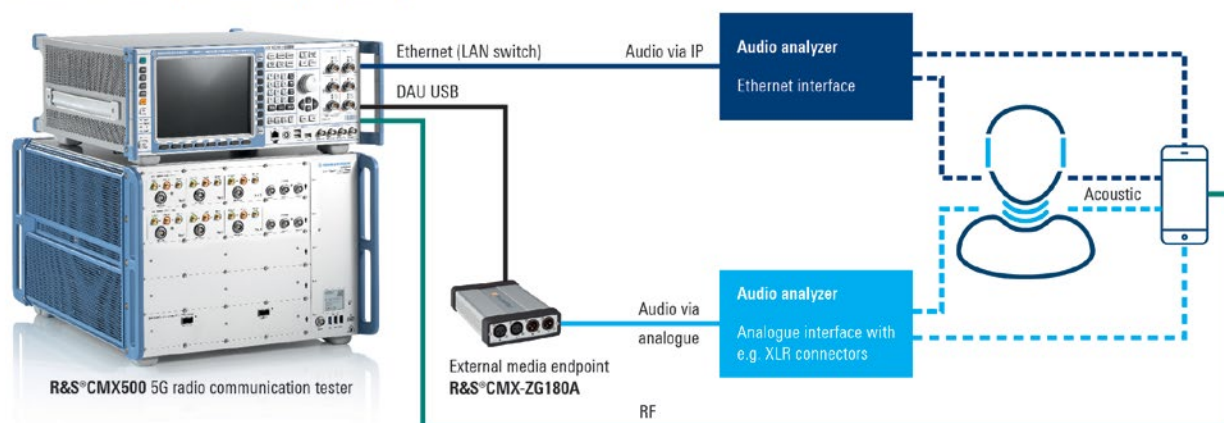 Ethernet (LAN switch)
Audio via IP
Audio analyzer
Ethernet interface
DAU USB
Acoustic
Audio via
analogue
Audio analyzer
Analogue interface with
e.g. XLR connectors
External media endpoint
R&S®CMX-ZG180A
R&S®CMX500 5G radio communication tester
RF